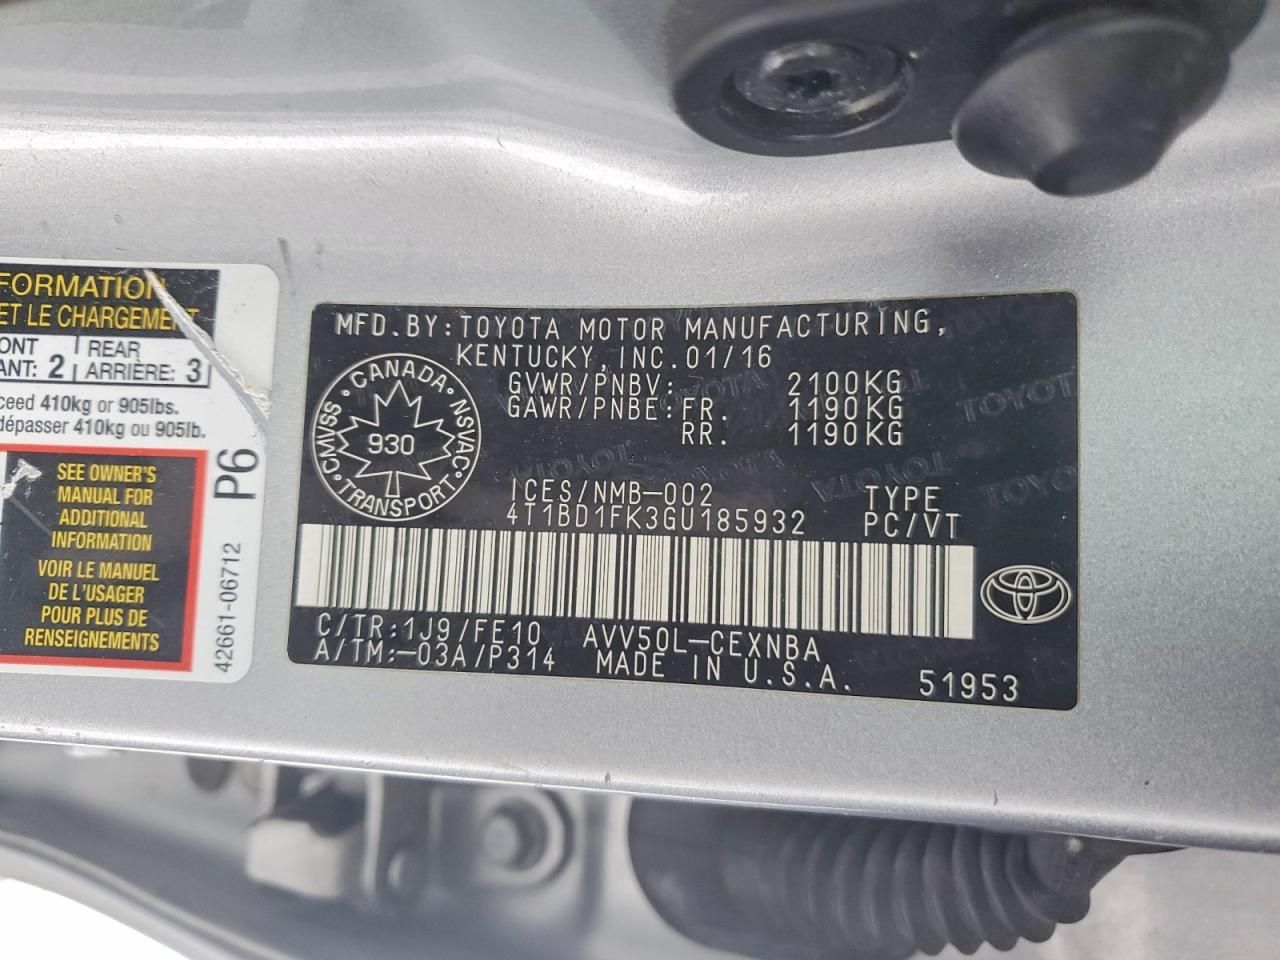 FORMATION
ET LE CHARGEMENT
ONT
ANT: 2
REAR
ARRIÈRE: 3
ceed 410kg or 905lbs.
dépasser 410kg ou 905lb.
SEE OWNER'S
MANUAL FOR
ADDITIONAL
INFORMATION
VOIR LE MANUEL
DE L'USAGER
POUR PLUS DE
RENSEIGNEMENTS
P6
42661-06712
MFD.BY:TOYOTA MOTOR MANUFACTURING,
KENTUCKY,INC.01/16
GVWR/PNBV: 2100KG
GAWR/PNBE:FR. 1190KG
RR. 1190KG
CANADA
CMVSS 930 NSVAC
TRANSPORT
ICES/NMB-002
4T1BD1FK3GU185932
TYPE
PC/VT
C/TR:1J9/FE10 AVV50L-CEXNBA
A/TM:-03A/P314 MADE IN U.S.A.
51953